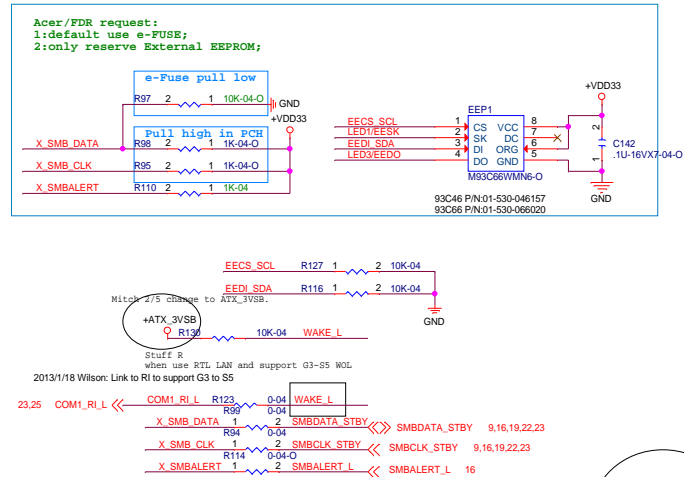 Acer/FDR request:
1:default use e-FUSE;
2:only reserve External EEPROM;
e-Fuse pull low
R97 2 1 10K-04-O GND
+VDD33
Pull high in PCH
X_SMB_DATA R98 2 1 1K-04-O
X_SMB_CLK R95 2 1 1K-04-O
X_SMBALERT R110 2 1 1K-04
+VDD33
EEP1
EECS_SCL 1 CS VCC 8
LED1/EESK 2 SK DC 7
EEDI_SDA 3 DI ORG 6
LED3/EEDO 4 DO GND 5
M93C66WMN6-O
2 1 C142
.1U-16VX7-04-O
GND
93C46 P/N:01-530-046157
93C66 P/N:01-530-066020
EECS_SCL R127 1 2 10K-04
EEDI_SDA R116 1 2 10K-04
GND
Mitch 2/5 change to ATX_3VSB.
+ATX_3VSB
R130 10K-04 WAKE_L
Stuff R
when use RTL LAN and support G3-S5 WOL
2013/1/18 Wilson: Link to RI to support G3 to S5
23,25 COM1_RI_L COM1_RI_L R123 0-04 WAKE_L
R99 0-04
X_SMB_DATA 1 2 SMBDATA_STBY SMBDATA_STBY 9,16,19,22,23
R94 0-04
X_SMB_CLK 1 2 SMBCLK_STBY SMBCLK_STBY 9,16,19,22,23
R114 0-04-O
X_SMBALERT 1 2 SMBALERT_L SMBALERT_L 16